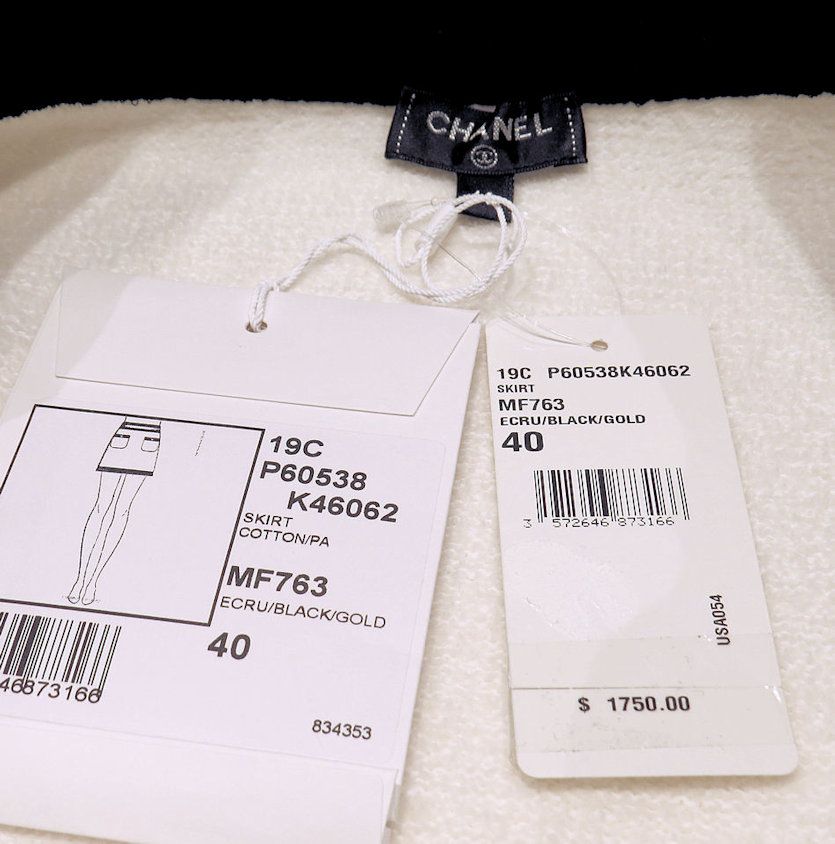 CHANEL
19C
P60538
K46062
SKIRT
COTTON/PA
MF763
ECRU/BLACK/GOLD
40
46873166
834353
19C P60538K46062
SKIRT
MF763
ECRU/BLACK/GOLD
40
3 572646 873166
USA054
$ 1750.00